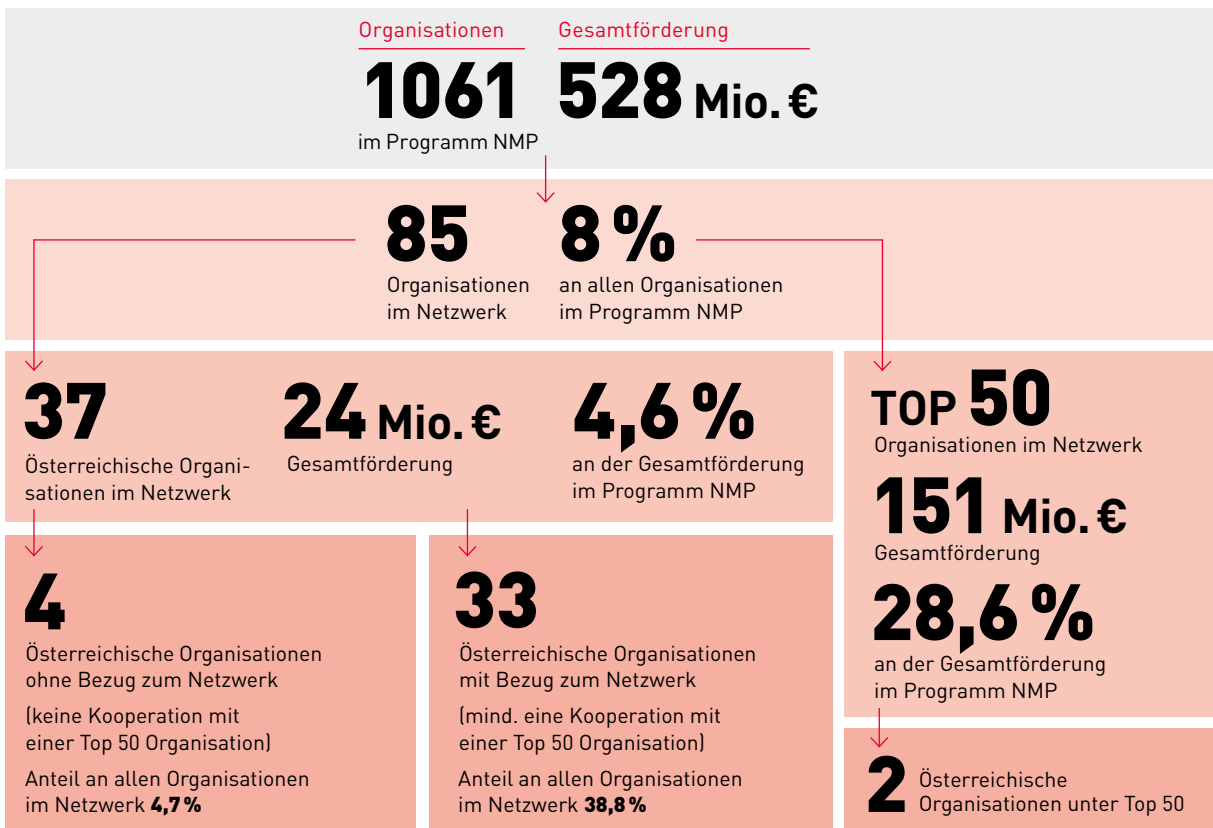 Organisationen
1061
im Programm NMP
Gesamtförderung
528 Mio. €
85
Organisationen
im Netzwerk
8 %
an allen Organisationen
im Programm NMP
37
Österreichische Organi-
sationen im Netzwerk
24 Mio. €
Gesamtförderung
4,6 %
an der Gesamtförderung
im Programm NMP
TOP 50
Organisationen im Netzwerk
151 Mio. €
Gesamtförderung
28,6 %
an der Gesamtförderung
im Programm NMP
4
Österreichische Organisationen
ohne Bezug zum Netzwerk
(keine Kooperation mit
einer Top 50 Organisation)
Anteil an allen Organisationen
im Netzwerk 4,7 %
33
Österreichische Organisationen
mit Bezug zum Netzwerk
(mind. eine Kooperation mit
einer Top 50 Organisation)
Anteil an allen Organisationen
im Netzwerk 38,8 %
2 Österreichische
Organisationen unter Top 50